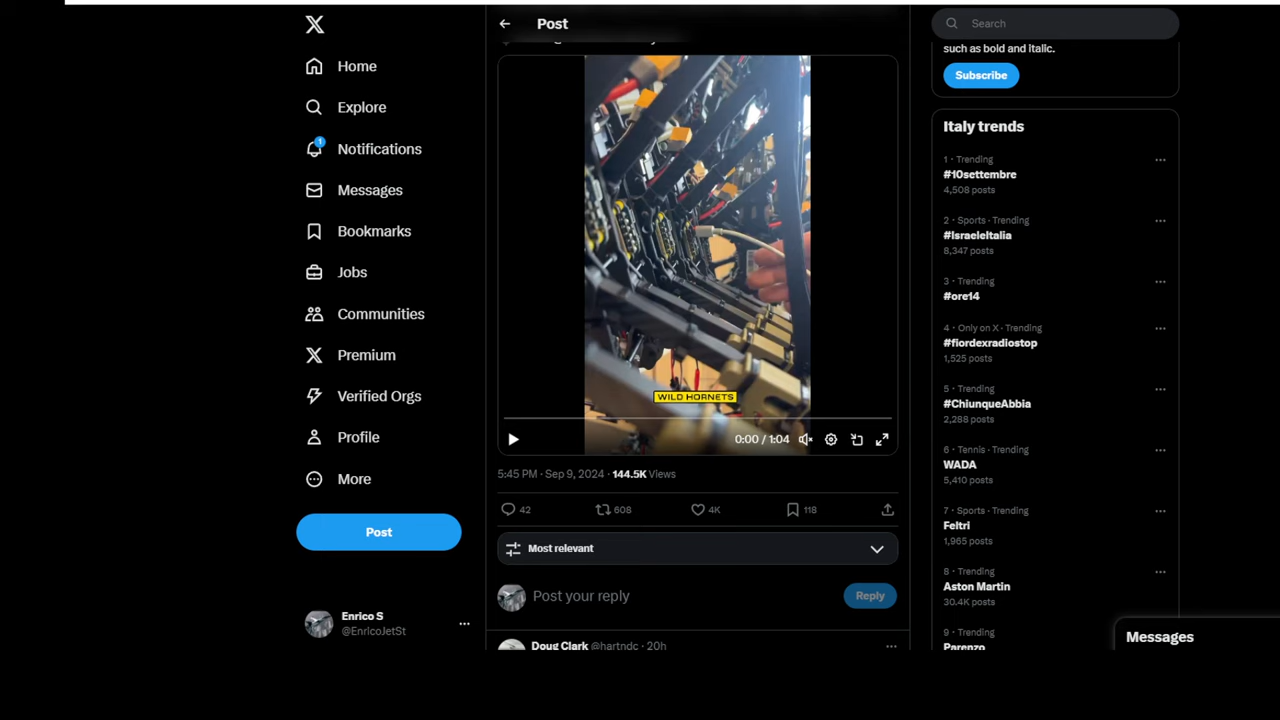 Home
Explore
1
Notifications
Messages
Bookmarks
Jobs
Communities
Premium
Verified Orgs
Profile
More
Post
Enrico S
@EnricoJetSt
Post
WILD HORNETS
0:00 / 1:04
5:45 PM · Sep 9, 2024 · 144.5K Views
42
608
4K
118
Most relevant
Post your reply
Reply
Doug Clark @hartndc · 20h
Search
such as bold and italic.
Subscribe
Italy trends
1 · Trending
#10settembre
4,508 posts
2 · Sports · Trending
#IsraeleItalia
8,347 posts
3 · Trending
#ore14
4 · Only on X · Trending
#fiordexradiostop
1,525 posts
5 · Trending
#ChiunqueAbbia
2,288 posts
6 · Tennis · Trending
WADA
5,410 posts
7 · Sports · Trending
Feltri
1,965 posts
8 · Trending
Aston Martin
30.4K posts
9 · Trending
Parenzo
Messages